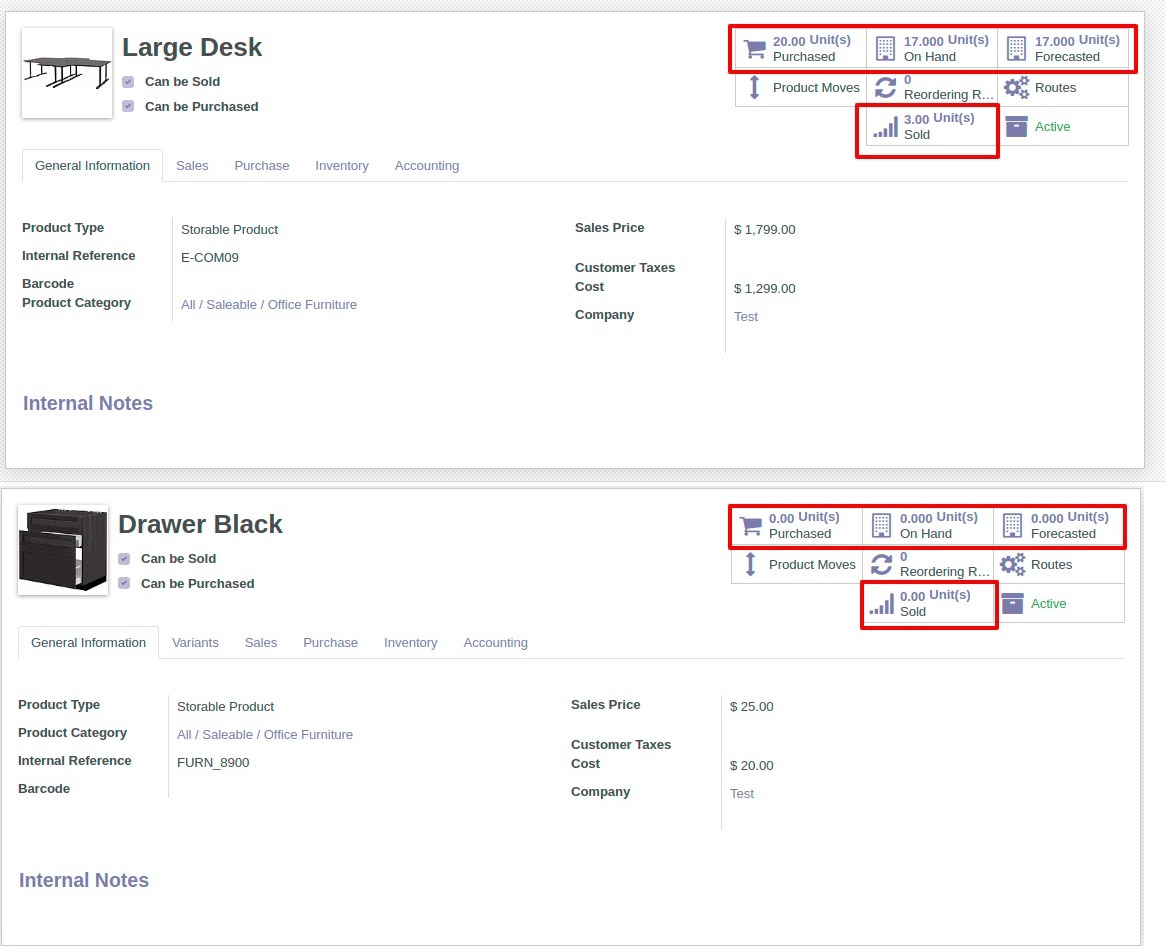 Large Desk
Can be Sold
Can be Purchased
20.00 Unit(s)
Purchased
17.000 Unit(s)
On Hand
17.000 Unit(s)
Forecasted
Product Moves
0
Reordering R...
Routes
3.00 Unit(s)
Sold
Active
General Information Sales Purchase Inventory Accounting
Product Type Storable Product
Internal Reference E-COM09
Barcode
Product Category All / Saleable / Office Furniture
Sales Price $ 1,799.00
Customer Taxes
Cost $ 1,299.00
Company Test
Internal Notes
Drawer Black
Can be Sold
Can be Purchased
0.00 Unit(s)
Purchased
0.000 Unit(s)
On Hand
0.000 Unit(s)
Forecasted
Product Moves
0
Reordering R...
Routes
0.00 Unit(s)
Sold
Active
General Information Variants Sales Purchase Inventory Accounting
Product Type Storable Product
Product Category All / Saleable / Office Furniture
Internal Reference FURN_8900
Barcode
Sales Price $ 25.00
Customer Taxes
Cost $ 20.00
Company Test
Internal Notes